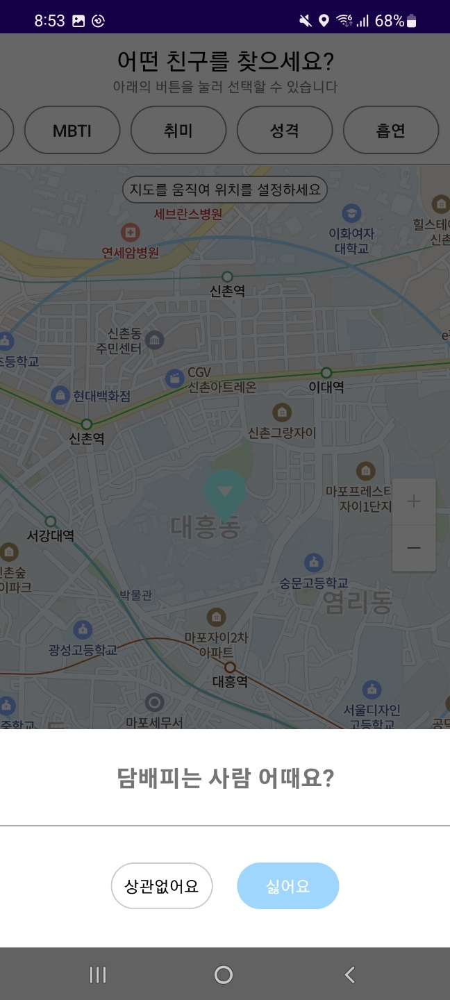 8:53
68%
어떤 친구를 찾으세요?
아래의 버튼을 눌러 선택할 수 있습니다
MBTI
취미
성격
흡연
지도를 움직여 위치를 설정하세요
세브란스병원
연세암병원
이화여자
대학교
힐스테이
신촌
신촌역
신촌동
주민센터
초등학교
CGV
신촌아트레온
이대역
현대백화점
신촌역
신촌그랑자이
마포프레스티
자이1단지
+
−
대흥동
서강대역
신촌숲
이파크
숭문고등학교
염리동
박물관
광성고등학교
마포자이2차
아파트
대흥역
서울디자인
고등학교
마포세무서
중학교
담배피는 사람 어때요?
상관없어요
싫어요